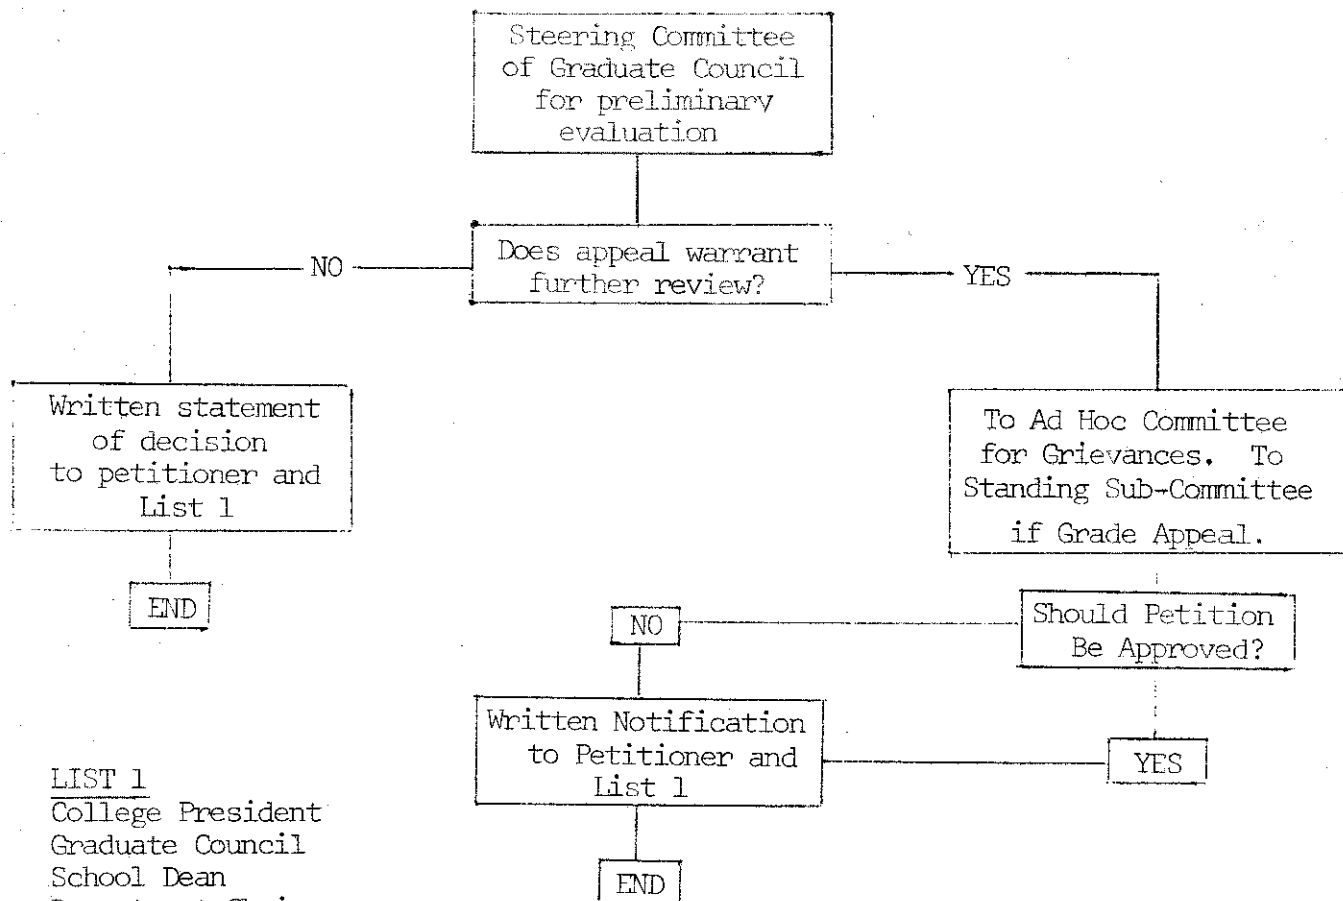 Steering Committee
of Graduate Council
for preliminary
evaluation
Does appeal warrant
further review?
NO
YES
Written statement
of decision
to petitioner and
List 1
END
To Ad Hoc Committee
for Grievances. To
Standing Sub-Committee
if Grade Appeal.
Should Petition
Be Approved?
NO
YES
Written Notification
to Petitioner and
List 1
END
LIST 1
College President
Graduate Council
School Dean